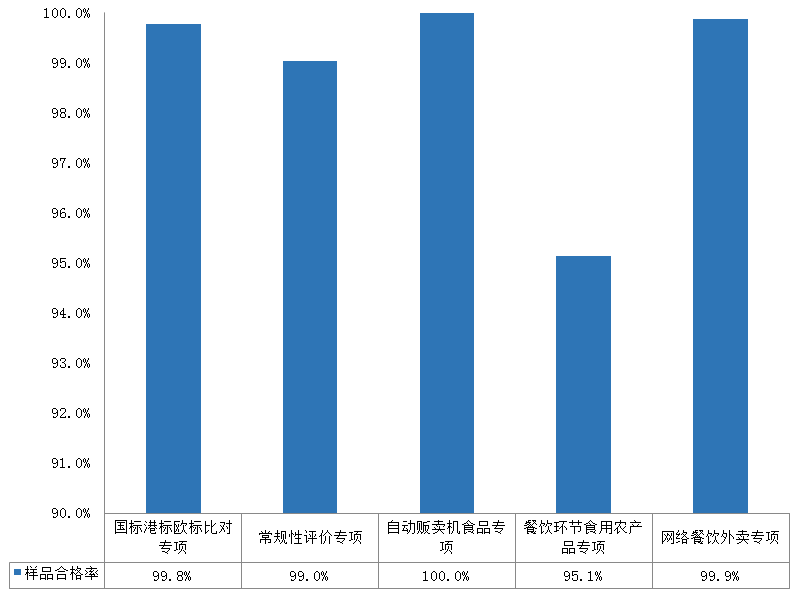 100.0%
99.0%
98.0%
97.0%
96.0%
95.0%
94.0%
93.0%
92.0%
91.0%
90.0%
国标港标欧标比对
专项
常规性评价专项
自动贩卖机食品专
项
餐饮环节食用农产
品专项
网络餐饮外卖专项
样品合格率
99.8%
99.0%
100.0%
95.1%
99.9%